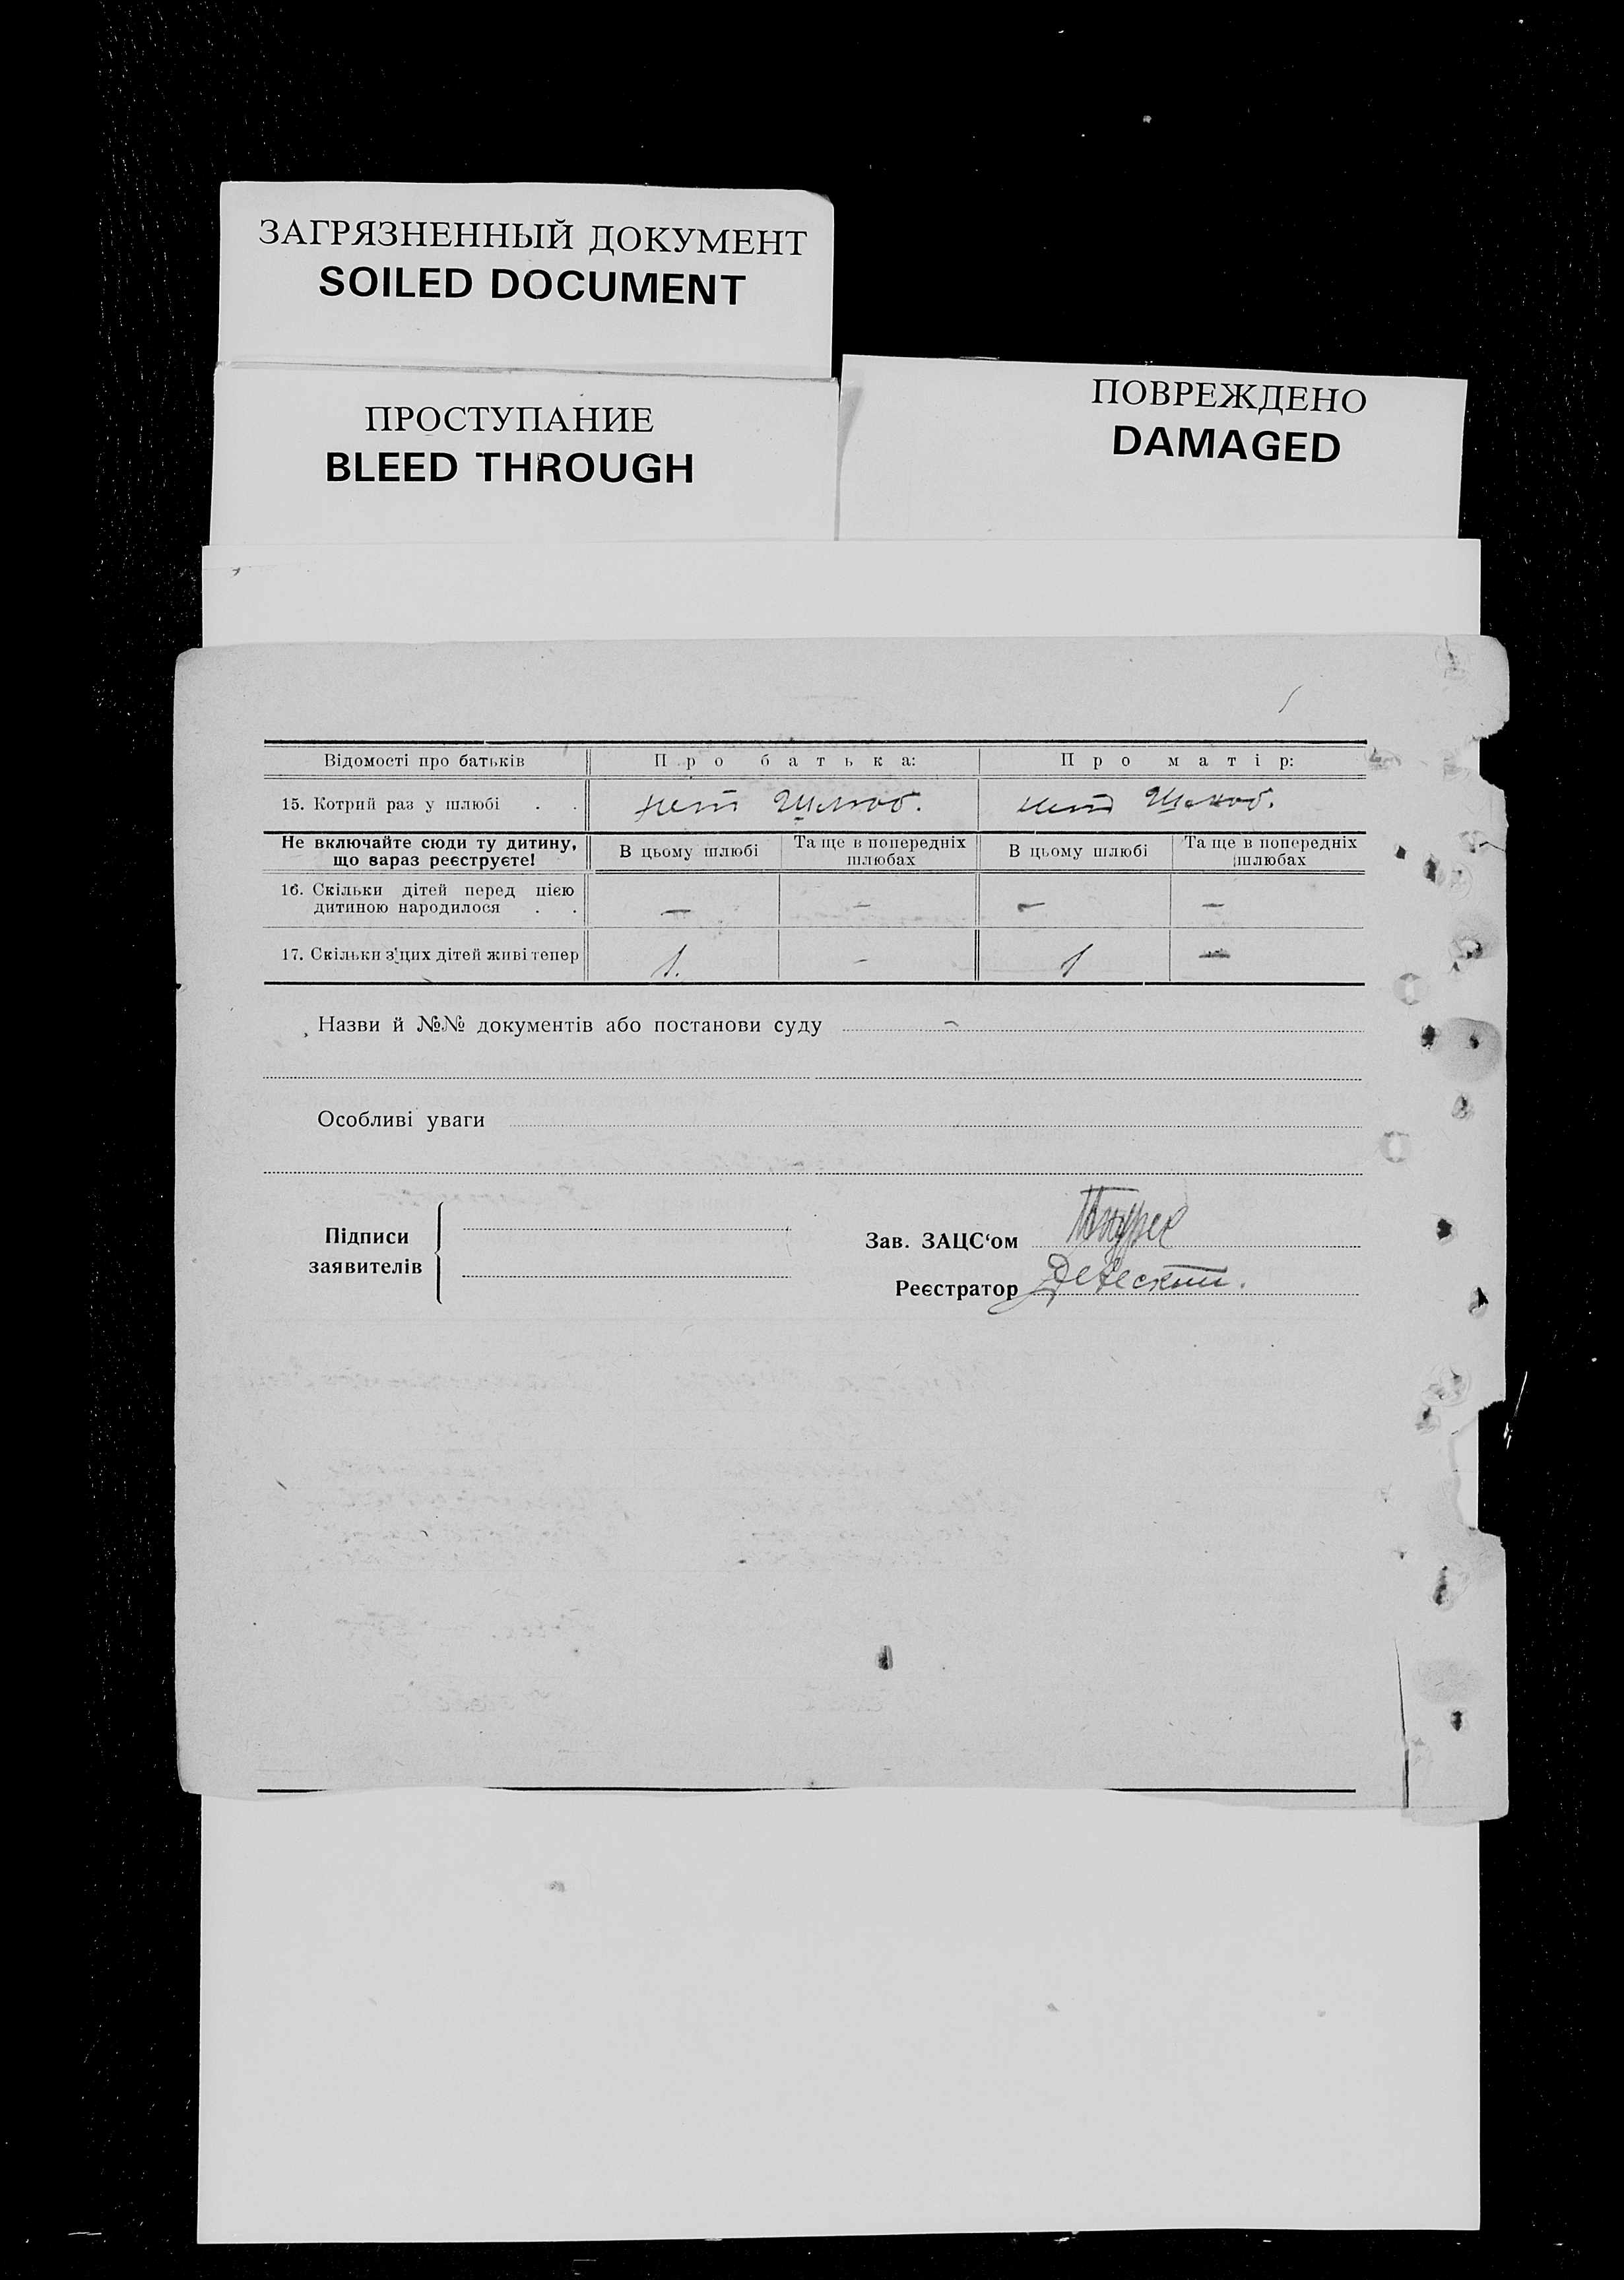 ЗАГРЯЗНЕННЫЙ ДОКУМЕНТ
SOILED DOCUMENT
ПРОСТУПАНИЕ
BLEED THROUGH
ПОВРЕЖДЕНО
DAMAGED
Відомості про батьків Про батька: Про матір:
15. Котрий раз у шлюбі . .
Не включайте сюди ту дитину, що зараз реєструєте! В цьому шлюбі Та ще в попередніх шлюбах В цьому шлюбі Та ще в попередніх шлюбах
16. Скільки дітей перед цією
дитиною народилося . . — — — —
17. Скільки з цих дітей живі тепер 1. - 1 —
Назви й №№ документів або постанови суду —
Особливі уваги
Підписи
заявителів
Зав. ЗАЦС‘ом
Реєстратор